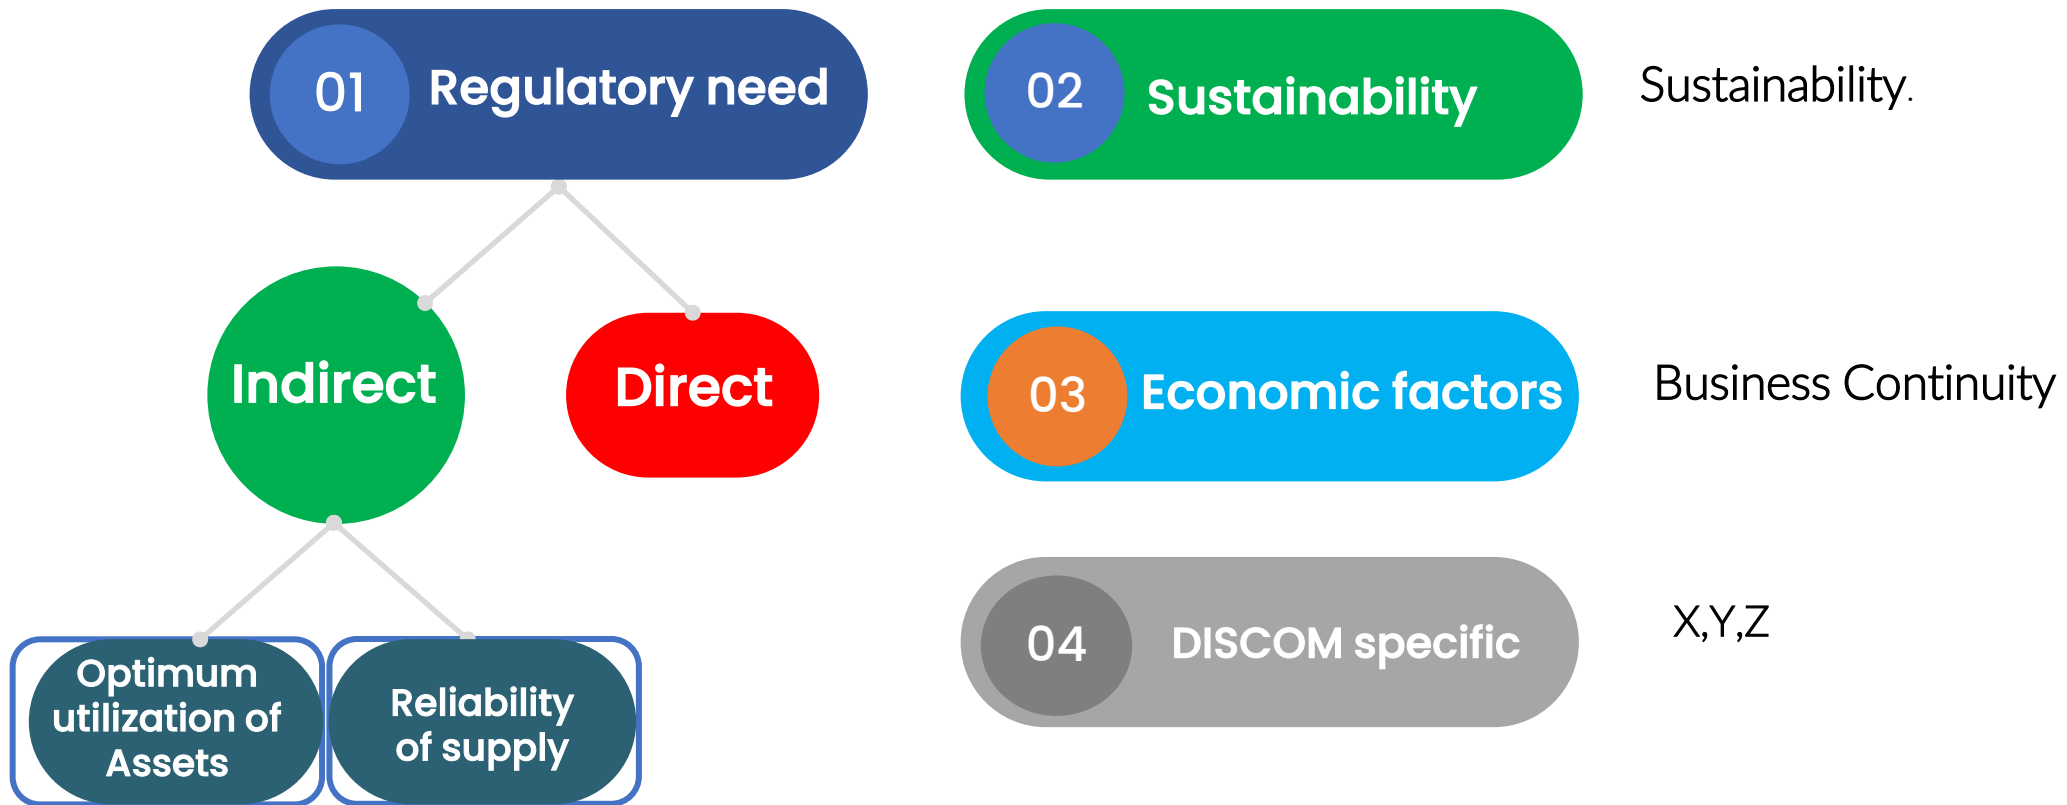 01
Regulatory need
Indirect
Direct
Optimum
utilization of
Assets
Reliability
of supply
02
Sustainability
Sustainability.
03
Economic factors
Business Continuity
04
DISCOM specific
X,Y,Z